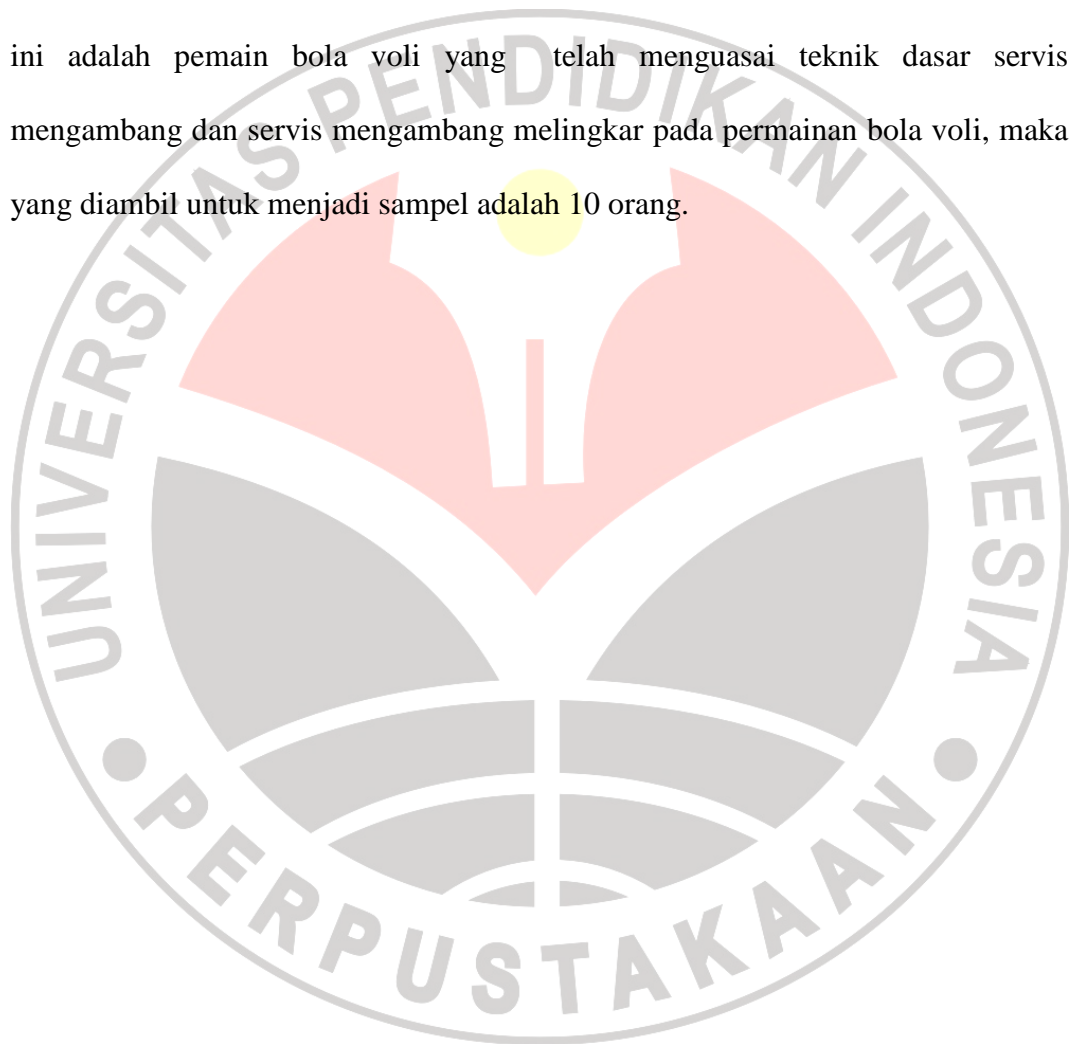 ini adalah pemain bola voli yang telah menguasai teknik dasar servis
mengambang dan servis mengambang melingkar pada permainan bola voli, maka
yang diambil untuk menjadi sampel adalah 10 orang.
UNIVERSITAS PENDIDIKAN INDONESIA
PERPUSTAKAAN